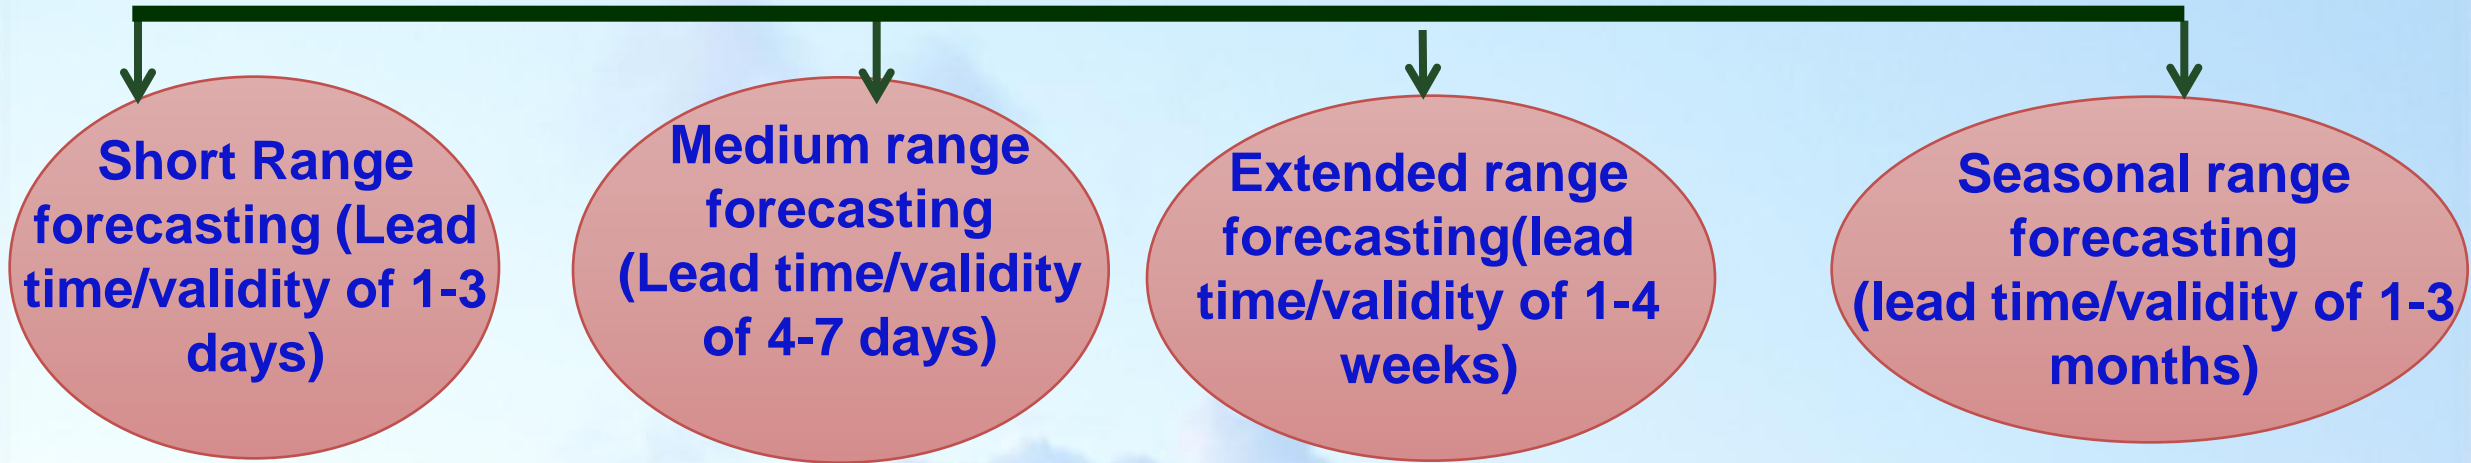 Short Range
forecasting (Lead
time/validity of 1-3
days)
Medium range
forecasting
(Lead time/validity
of 4-7 days)
Extended range
forecasting(lead
time/validity of 1-4
weeks)
Seasonal range
forecasting
(lead time/validity of 1-3
months)